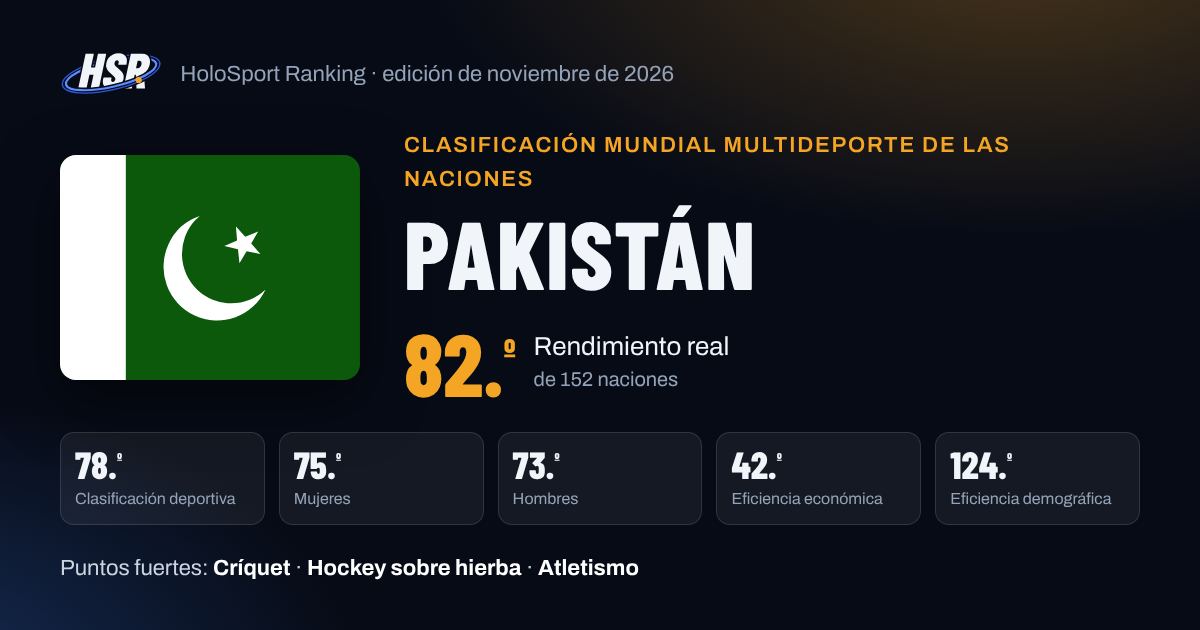 HSR
HoloSport Ranking · edición de noviembre de 2026
CLASIFICACIÓN MUNDIAL MULTIDEPORTE DE LAS
NACIONES
PAKISTÁN
82.º
Rendimiento real
de 152 naciones
78.º
Clasificación deportiva
75.º
Mujeres
73.º
Hombres
42.º
Eficiencia económica
124.º
Eficiencia demográfica
Puntos fuertes: Críquet · Hockey sobre hierba · Atletismo